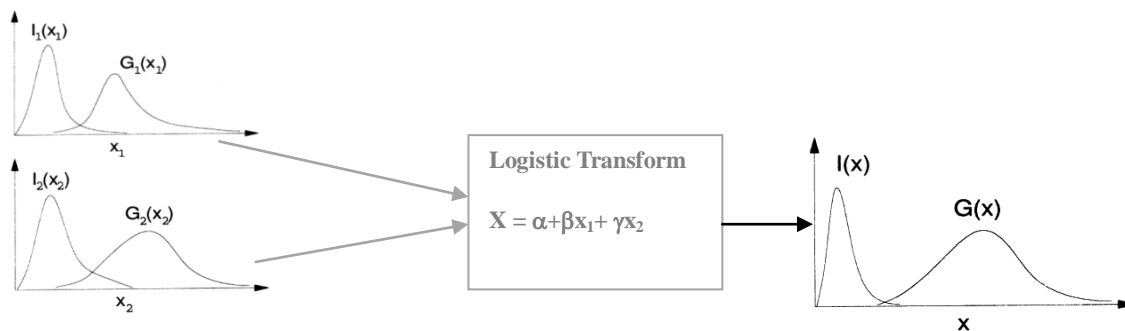 I₁(x₁)
G₁(x₁)
x₁
I₂(x₂)
G₂(x₂)
x₂
Logistic Transform
X = α+βx₁+ γx₂
I(x)
G(x)
x